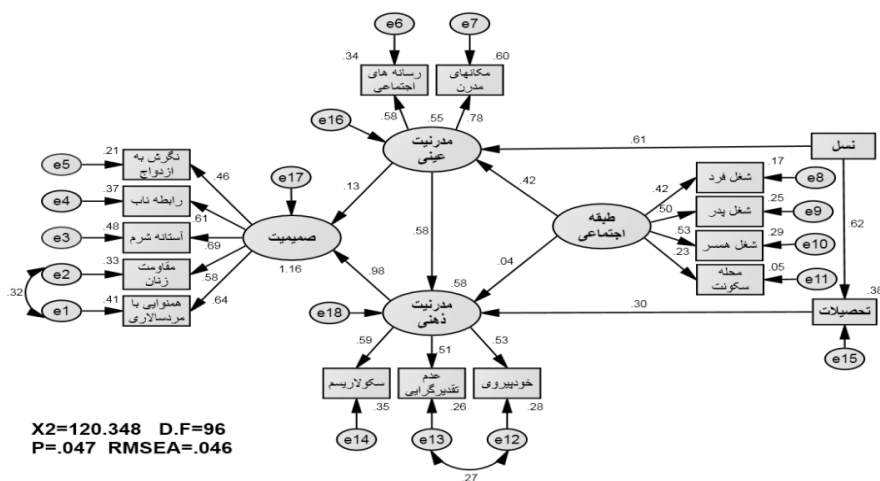 e6
e7
.34
.60
رسانه های
اجتماعی
مکانهای
مدرن
.58
.55
.78
e16
مدرنیت
عینی
.61
نسل
.21
e5
نگرش به
ازدواج
.46
e17
.13
.42
.17
شغل فرد
e8
.37
e4
رابطه ناب
.61
.42
.25
شغل پدر
e9
.50
طبقه
اجتماعی
.62
.48
e3
آستانه شرم
.69
صمیمیت
1.16
.58
.53
.29
شغل همسر
e10
.33
e2
مقاومت
زنان
.58
.23
.05
محله
سکونت
e11
.32
.41
e1
همنوایی با
مردسالاری
.64
.98
.04
.58
e18
مدرنیت
ذهنی
.30
.38
تحصیلات
e15
.59
.51
.53
سکولاریسم
عدم
تقدیرگرایی
خودپیروی
.35
.26
.28
e14
e13
e12
.27
X2=120.348 D.F=96
P=.047 RMSEA=.046